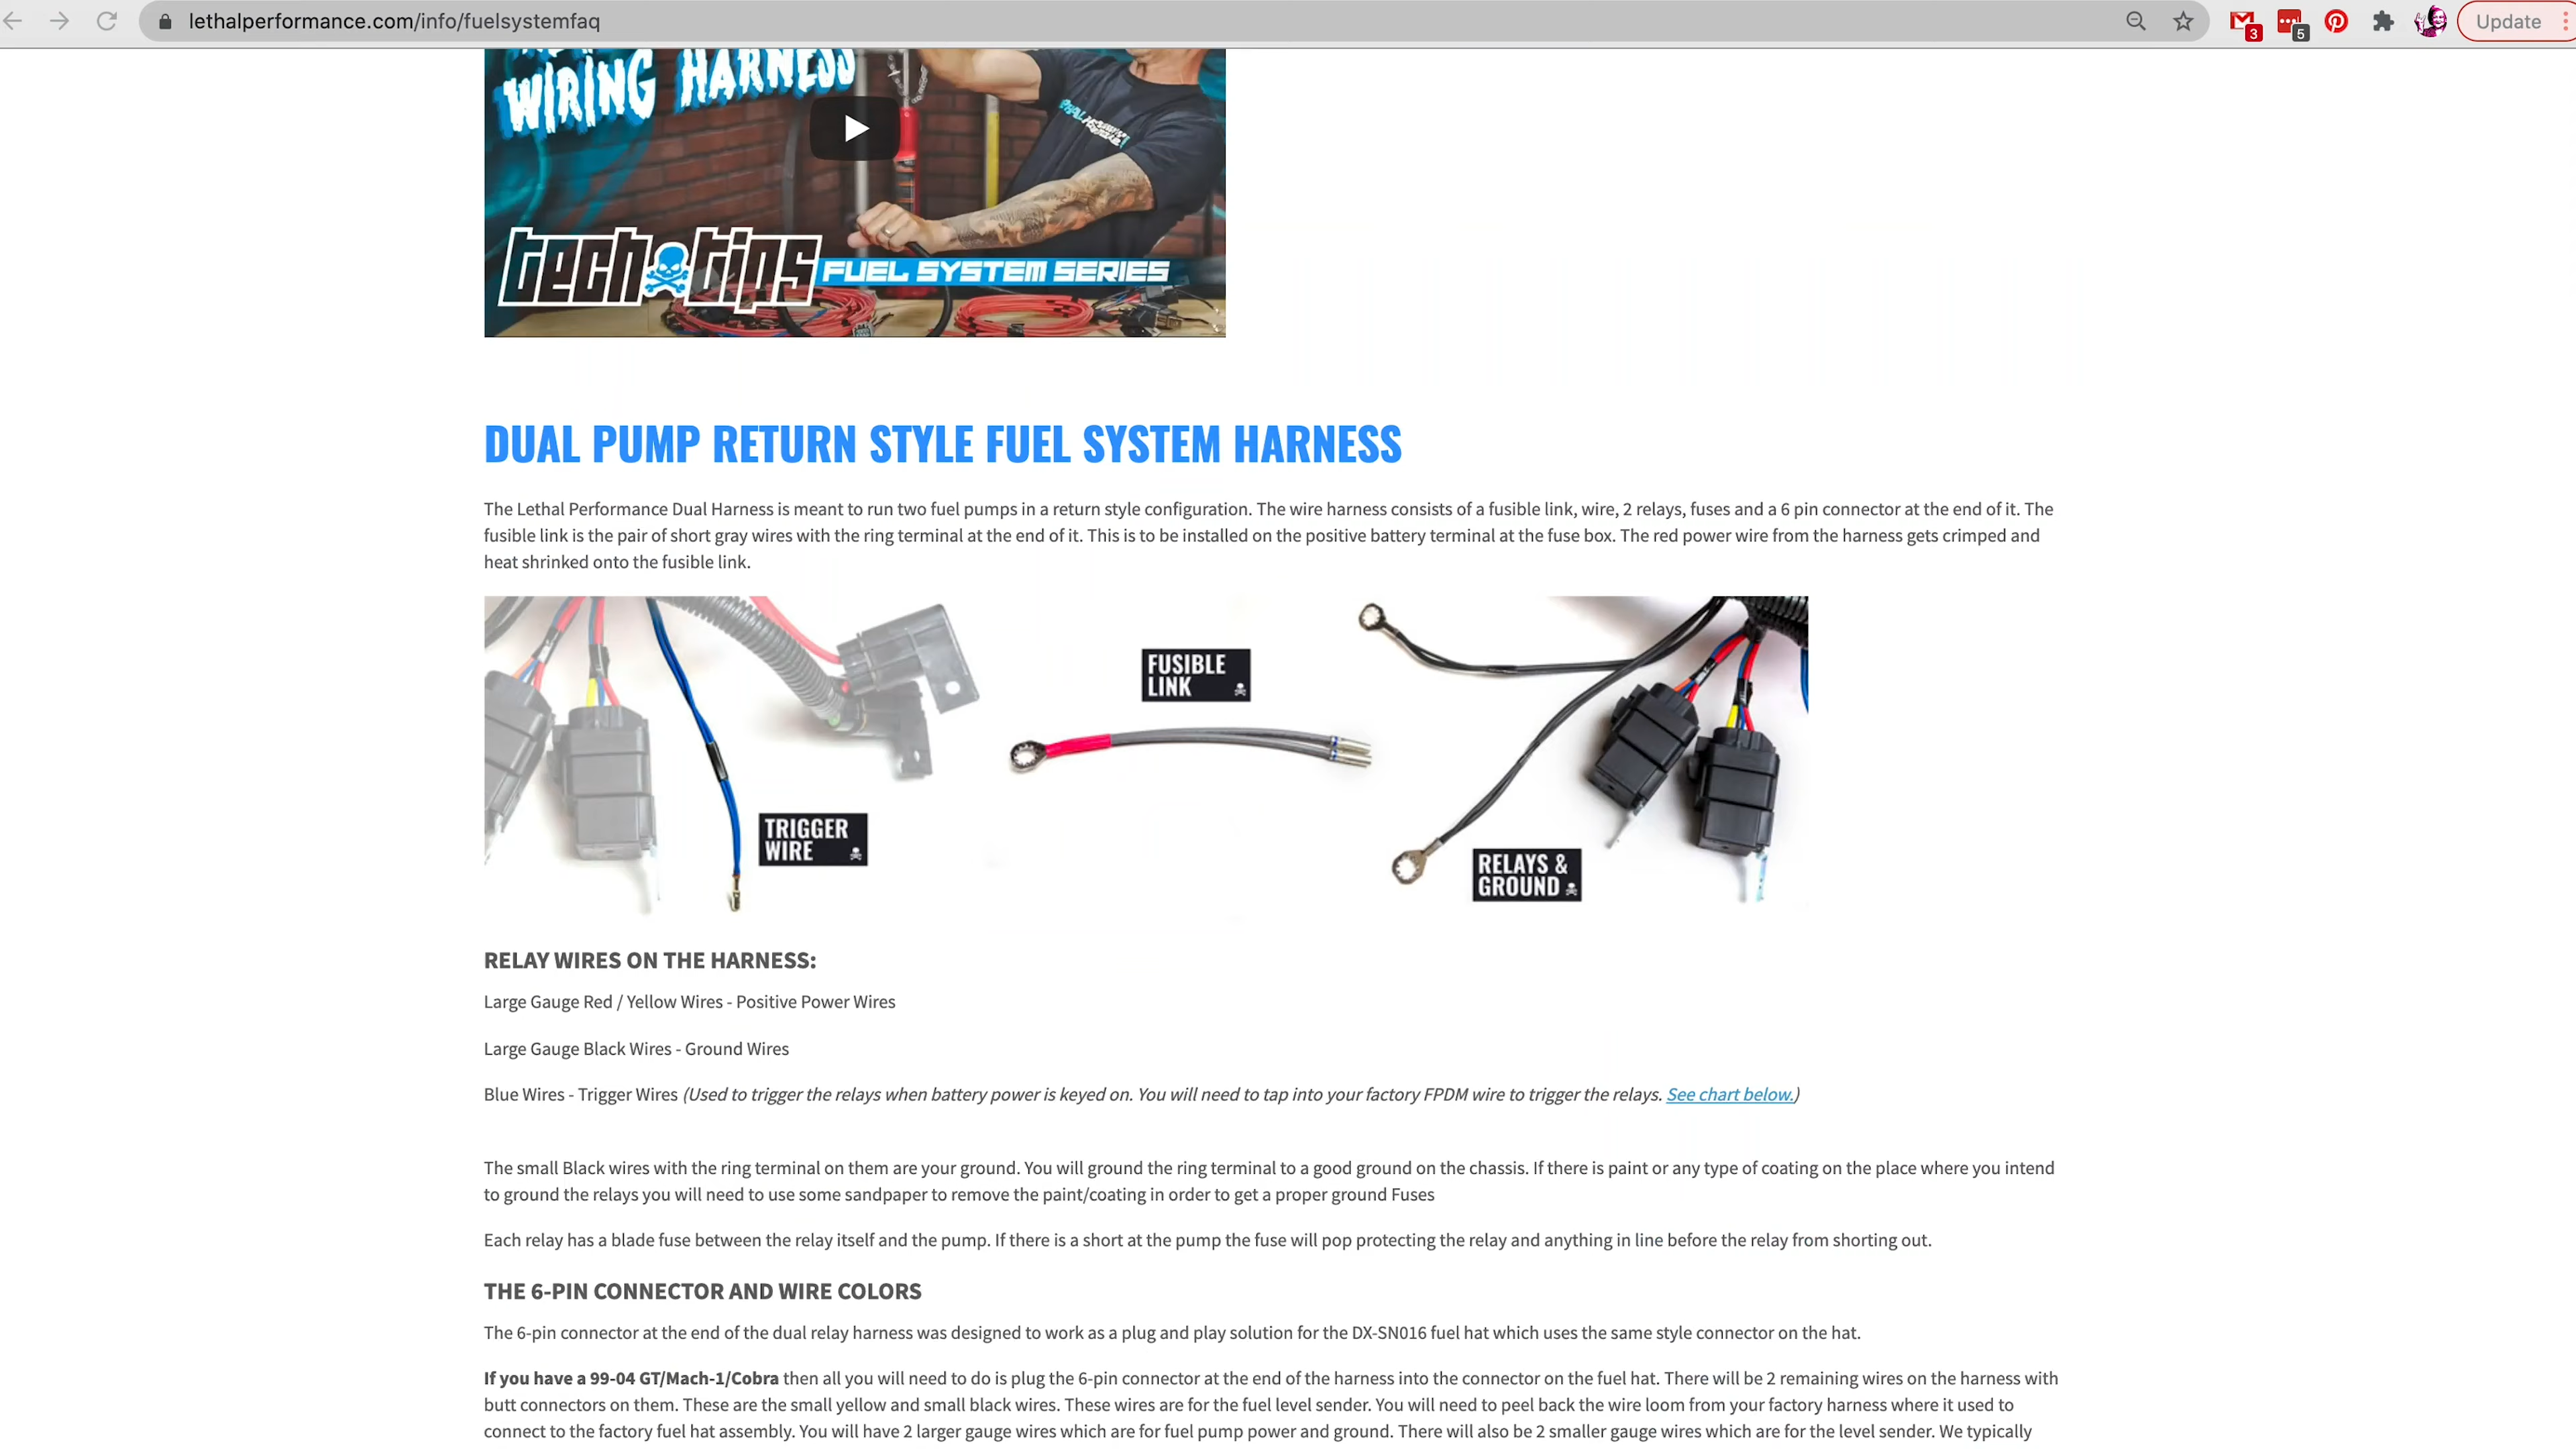 lethalperformance.com/info/fuelsystemfaq
3
5
Update
WIRING HARNESS
tech tips
FUEL SYSTEM SERIES
DUAL PUMP RETURN STYLE FUEL SYSTEM HARNESS
The Lethal Performance Dual Harness is meant to run two fuel pumps in a return style configuration. The wire harness consists of a fusible link, wire, 2 relays, fuses and a 6 pin connector at the end of it. The
fusible link is the pair of short gray wires with the ring terminal at the end of it. This is to be installed on the positive battery terminal at the fuse box. The red power wire from the harness gets crimped and
heat shrinked onto the fusible link.
TRIGGER
WIRE
FUSIBLE
LINK
RELAYS &
GROUND
RELAY WIRES ON THE HARNESS:
Large Gauge Red / Yellow Wires - Positive Power Wires
Large Gauge Black Wires - Ground Wires
Blue Wires - Trigger Wires (Used to trigger the relays when battery power is keyed on. You will need to tap into your factory FPDM wire to trigger the relays. See chart below.)
The small Black wires with the ring terminal on them are your ground. You will ground the ring terminal to a good ground on the chassis. If there is paint or any type of coating on the place where you intend
to ground the relays you will need to use some sandpaper to remove the paint/coating in order to get a proper ground Fuses
Each relay has a blade fuse between the relay itself and the pump. If there is a short at the pump the fuse will pop protecting the relay and anything in line before the relay from shorting out.
THE 6-PIN CONNECTOR AND WIRE COLORS
The 6-pin connector at the end of the dual relay harness was designed to work as a plug and play solution for the DX-SN016 fuel hat which uses the same style connector on the hat.
If you have a 99-04 GT/Mach-1/Cobra then all you will need to do is plug the 6-pin connector at the end of the harness into the connector on the fuel hat. There will be 2 remaining wires on the harness with
butt connectors on them. These are the small yellow and small black wires. These wires are for the fuel level sender. You will need to peel back the wire loom from your factory harness where it used to
connect to the factory fuel hat assembly. You will have 2 larger gauge wires which are for fuel pump power and ground. There will also be 2 smaller gauge wires which are for the level sender. We typically